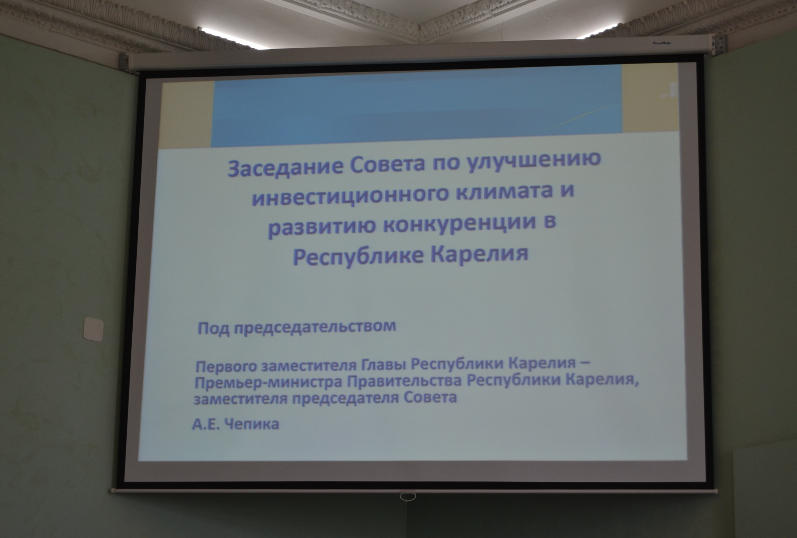 Заседание Совета по улучшению
инвестиционного климата и
развитию конкуренции в
Республике Карелия
Под председательством
Первого заместителя Главы Республики Карелия –
Премьер-министра Правительства Республики Карелия,
заместителя председателя Совета
А.Е. Чепика